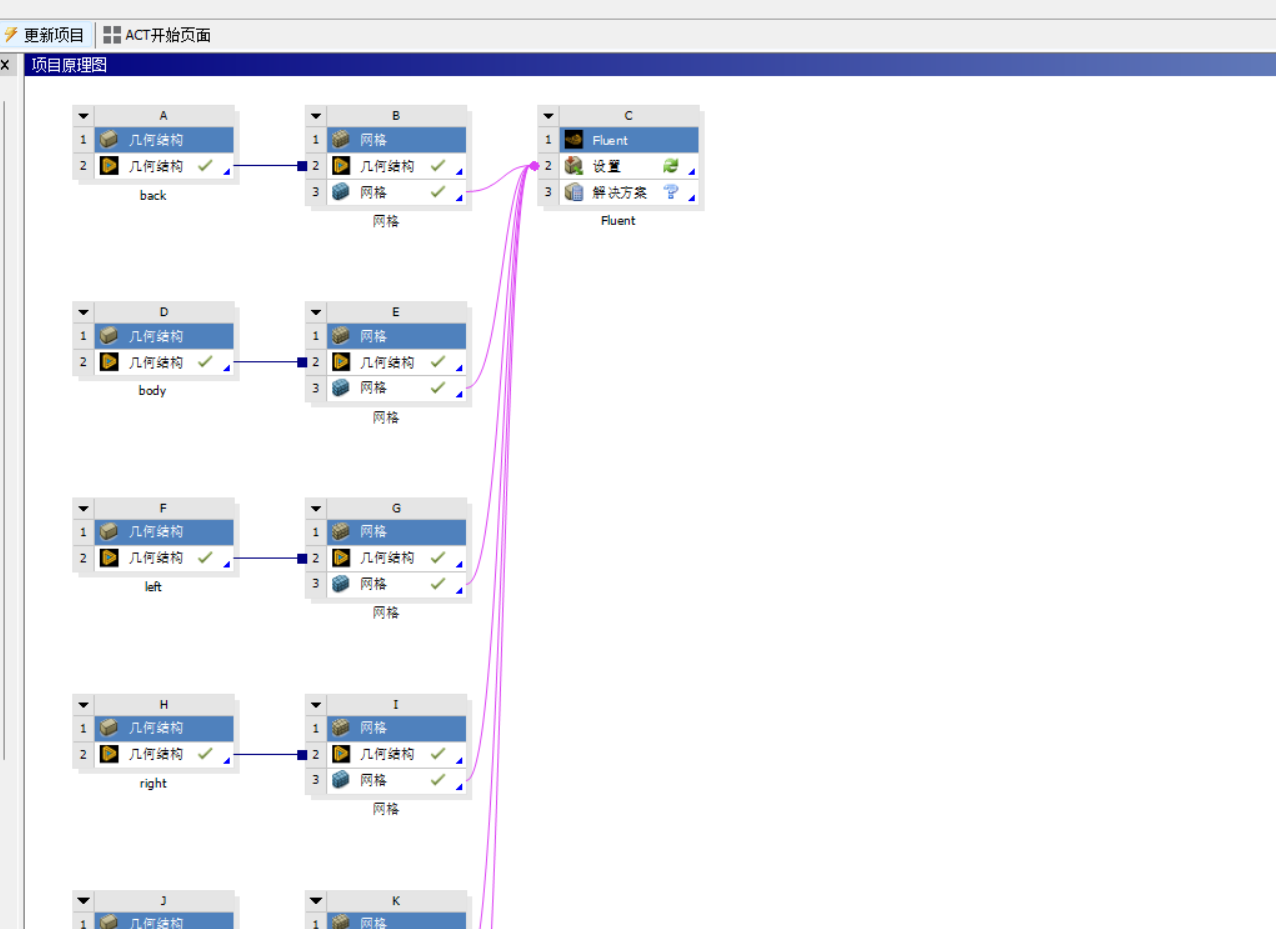 更新项目 ACT开始页面
X 项目原理图
A B C
1 几何结构 1 网格 1 Fluent
2 几何结构 2 几何结构 2 设置
3 网格 3 解决方案
back
网格 Fluent
D E
1 几何结构 1 网格
2 几何结构 2 几何结构
3 网格
body
网格
F G
1 几何结构 1 网格
2 几何结构 2 几何结构
3 网格
left
网格
H I
1 几何结构 1 网格
2 几何结构 2 几何结构
3 网格
right
网格
J K
1 几何结构 1 网格